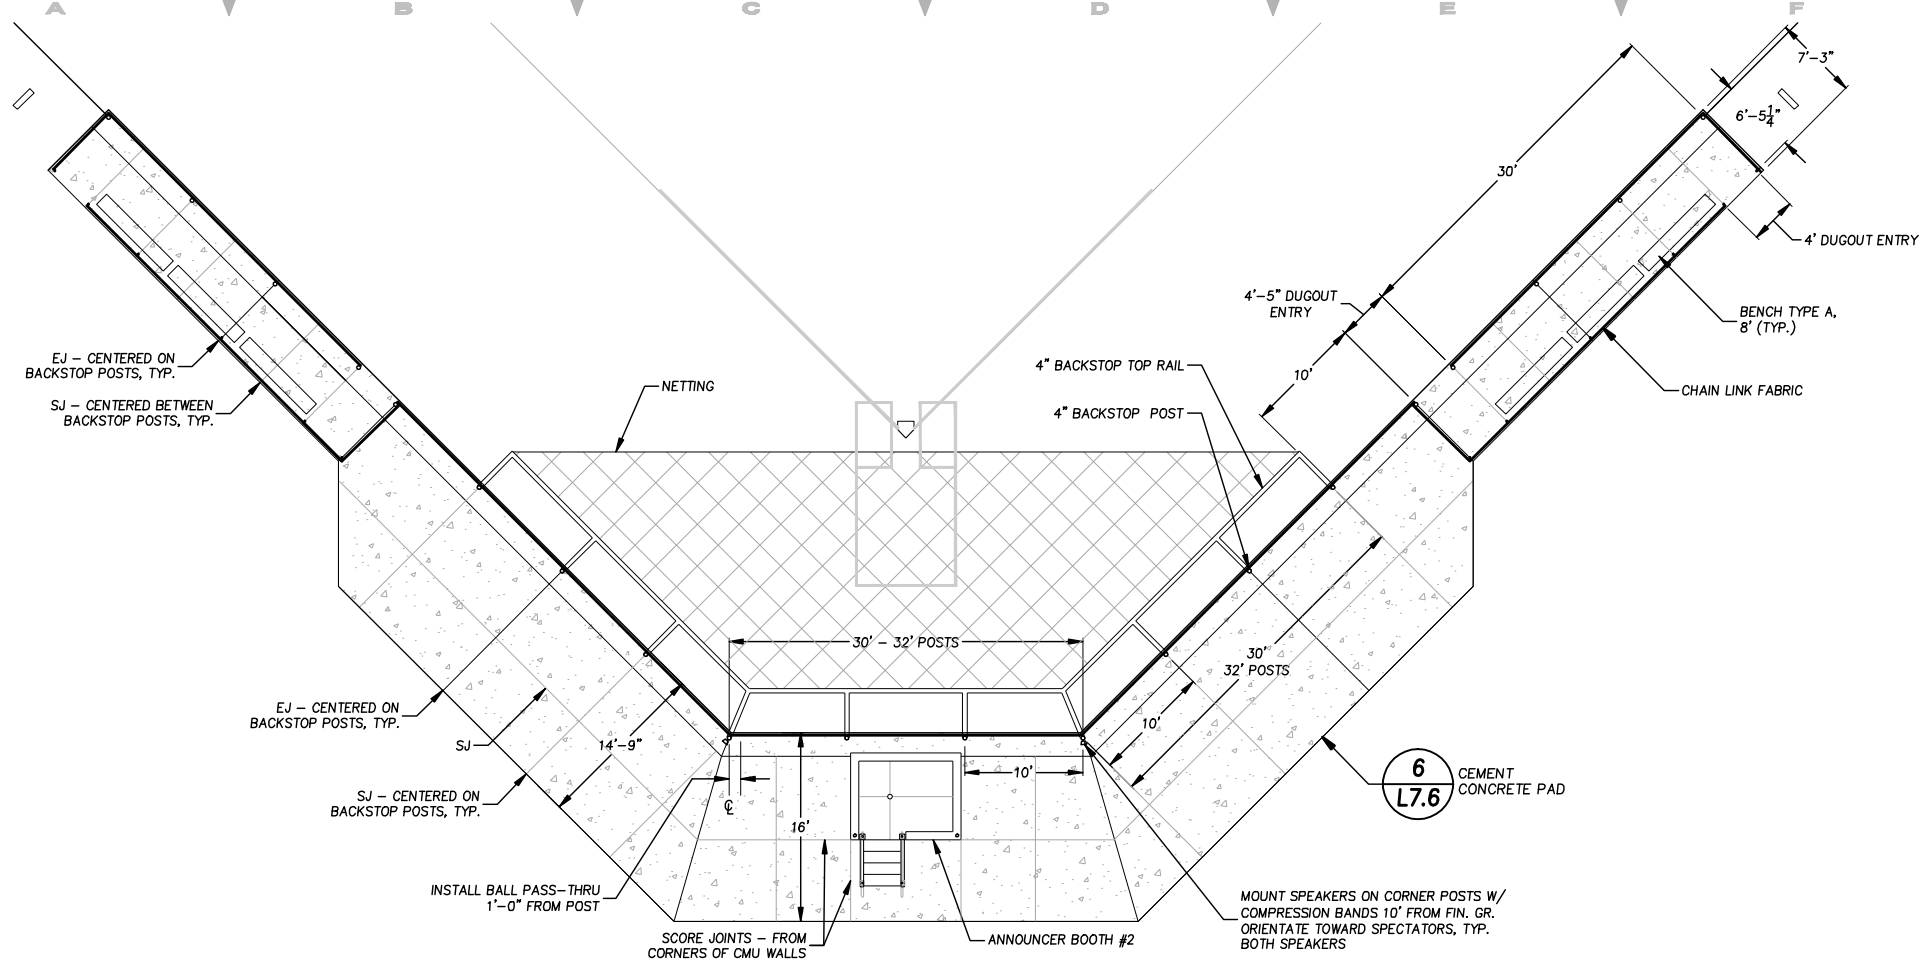 A B C D E F
7'-3"
6'-5 1/4"
30'
4' DUGOUT ENTRY
4'-5" DUGOUT
ENTRY
BENCH TYPE A,
8' (TYP.)
EJ - CENTERED ON
BACKSTOP POSTS, TYP.
SJ - CENTERED BETWEEN
BACKSTOP POSTS, TYP.
NETTING
4" BACKSTOP TOP RAIL
10'
CHAIN LINK FABRIC
4" BACKSTOP POST
30' - 32' POSTS
30'
32' POSTS
EJ - CENTERED ON
BACKSTOP POSTS, TYP.
SJ
14'-9"
10'
10'
6
L7.6
CEMENT
CONCRETE PAD
SJ - CENTERED ON
BACKSTOP POSTS, TYP.
CL
16'
INSTALL BALL PASS-THRU
1'-0" FROM POST
MOUNT SPEAKERS ON CORNER POSTS W/
COMPRESSION BANDS 10' FROM FIN. GR.
ORIENTATE TOWARD SPECTATORS, TYP.
BOTH SPEAKERS
SCORE JOINTS - FROM
CORNERS OF CMU WALLS
ANNOUNCER BOOTH #2